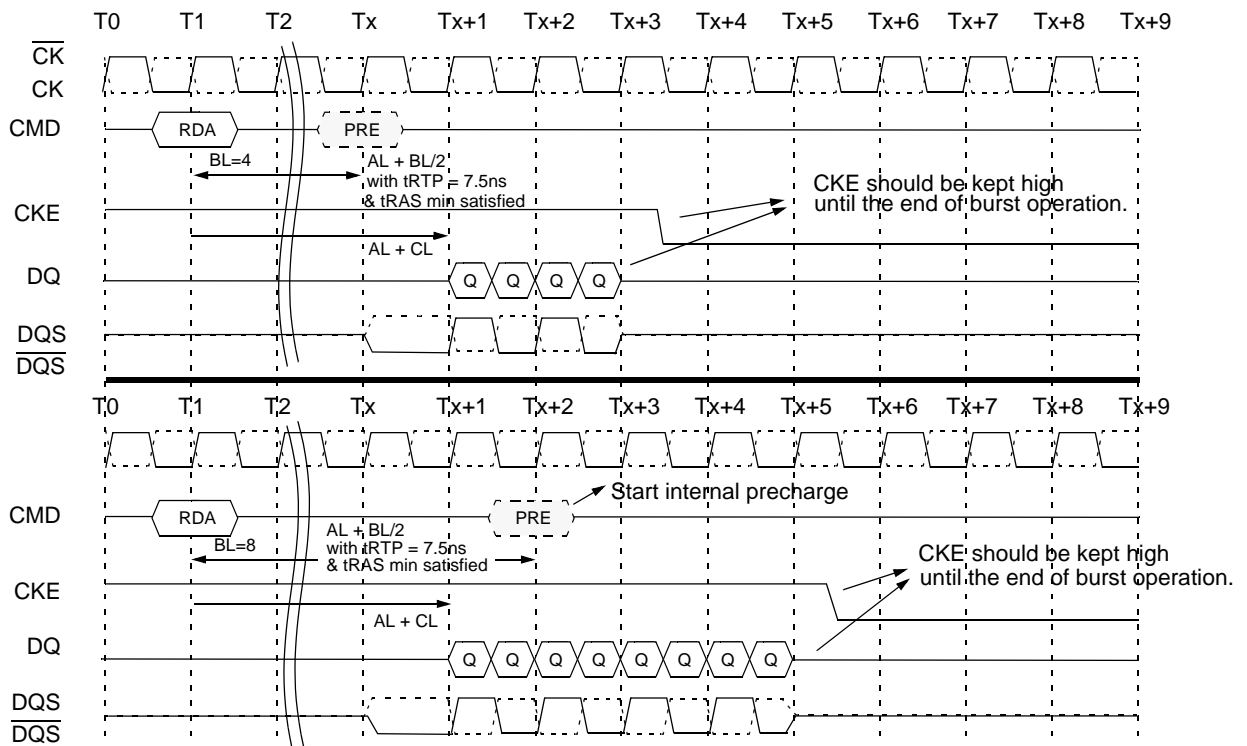 T0 T1 T2 Tx Tx+1 Tx+2 Tx+3 Tx+4 Tx+5 Tx+6 Tx+7 Tx+8 Tx+9
CK
CK
CMD RDA PRE
BL=4 AL + BL/2
with tRTP = 7.5ns
& tRAS min satisfied
CKE should be kept high
until the end of burst operation.
CKE
AL + CL
DQ Q Q Q Q
DQS
DQS
T0 T1 T2 Tx Tx+1 Tx+2 Tx+3 Tx+4 Tx+5 Tx+6 Tx+7 Tx+8 Tx+9
Start internal precharge
CMD RDA PRE
BL=8 AL + BL/2
with tRTP = 7.5ns
& tRAS min satisfied
CKE should be kept high
until the end of burst operation.
CKE
AL + CL
DQ Q Q Q Q Q Q Q Q
DQS
DQS